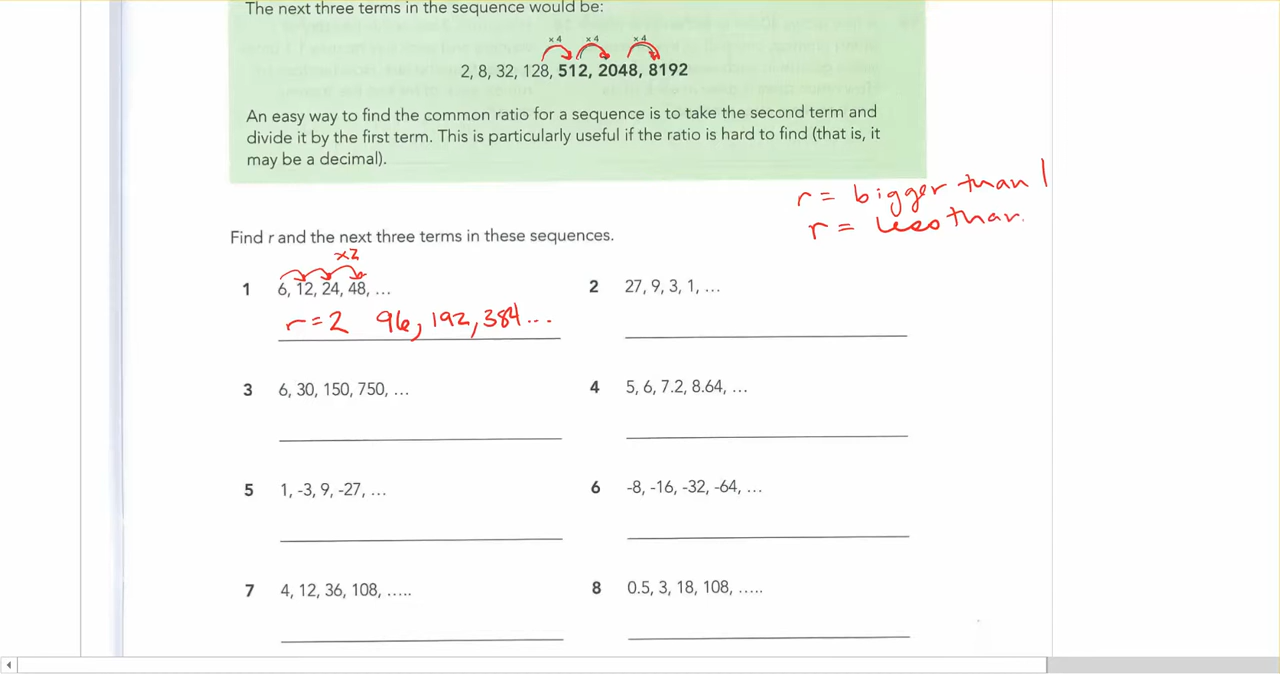 The next three terms in the sequence would be:
×4 ×4 ×4
2, 8, 32, 128, 512, 2048, 8192
An easy way to find the common ratio for a sequence is to take the second term and
divide it by the first term. This is particularly useful if the ratio is hard to find (that is, it
may be a decimal).
r = bigger than 1
r = less than
Find r and the next three terms in these sequences.
x2
1 6, 12, 24, 48, ...
2 27, 9, 3, 1, ...
r = 2 96, 192, 384...
3 6, 30, 150, 750, ...
4 5, 6, 7.2, 8.64, ...
5 1, -3, 9, -27, ...
6 -8, -16, -32, -64, ...
7 4, 12, 36, 108, .....
8 0.5, 3, 18, 108, .....